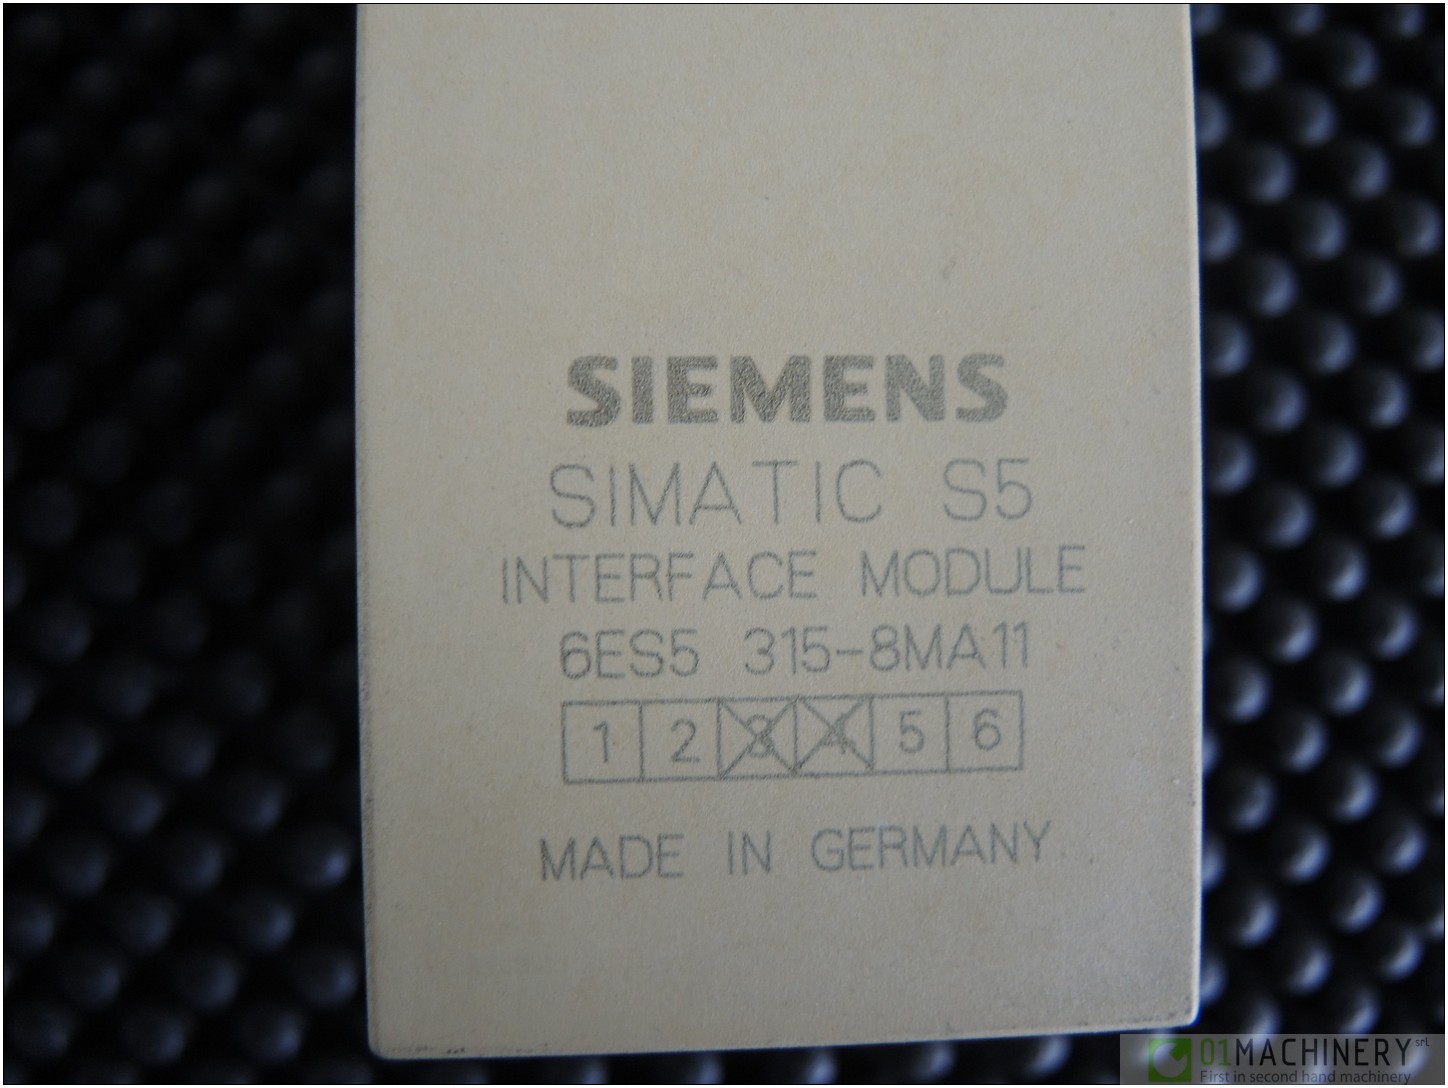 SIEMENS
SIMATIC S5
INTERFACE MODULE
6ES5 315-8MA11
1 2 3 4 5 6
MADE IN GERMANY
01MACHINERY srl
First in second hand machinery